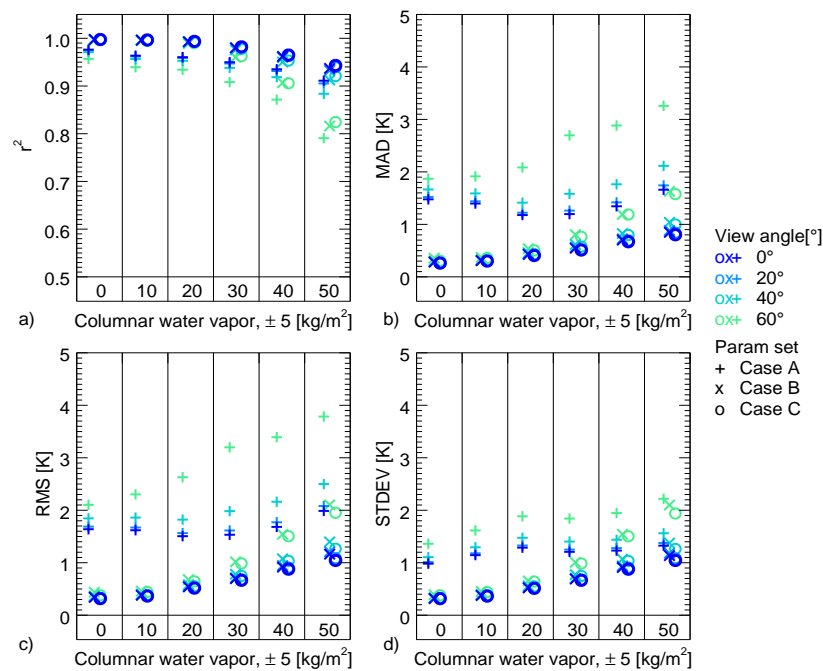 1.0
0.9
0.8
0.7
0.6
0.5
r²
0 10 20 30 40 50
a) Columnar water vapor, ± 5 [kg/m²]
5
4
3
2
1
0
MAD [K]
0 10 20 30 40 50
b) Columnar water vapor, ± 5 [kg/m²]
View angle[°]
ox+ 0°
ox+ 20°
ox+ 40°
ox+ 60°
Param set
+ Case A
x Case B
o Case C
5
4
3
2
1
0
RMS [K]
0 10 20 30 40 50
c) Columnar water vapor, ± 5 [kg/m²]
5
4
3
2
1
0
STDEV [K]
0 10 20 30 40 50
d) Columnar water vapor, ± 5 [kg/m²]